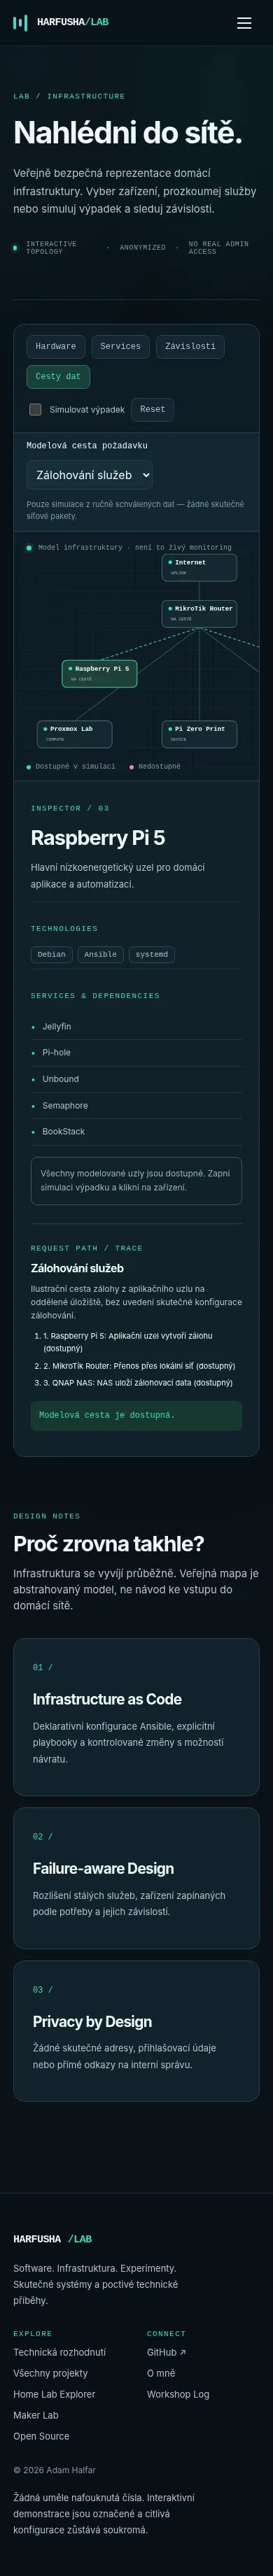 HARFUSHA/LAB
LAB / INFRASTRUCTURE
Nahlédni do sítě.
Veřejně bezpečná reprezentace domácí
infrastruktury. Vyber zařízení, prozkoumej služby
nebo simuluj výpadek a sleduj závislosti.
INTERACTIVE TOPOLOGY · ANONYMIZED · NO REAL ADMIN ACCESS
Hardware Services Závislosti
Cesty dat
Simulovat výpadek Reset
Modelová cesta požadavku
Zálohování služeb
Pouze simulace z ručně schválených dat — žádné skutečné
síťové pakety.
Model infrastruktury · není to živý monitoring
Internet
UPLINK
MikroTik Router
NA CESTĚ
Raspberry Pi 5
NA CESTĚ
Proxmox Lab
COMPUTE
Pi Zero Print
DEVICE
Dostupné v simulaci Nedostupné
INSPECTOR / 03
Raspberry Pi 5
Hlavní nízkoenergetický uzel pro domácí
aplikace a automatizaci.
TECHNOLOGIES
Debian Ansible systemd
SERVICES & DEPENDENCIES
Jellyfin
Pi-hole
Unbound
Semaphore
BookStack
Všechny modelované uzly jsou dostupné. Zapni
simulaci výpadku a klikni na zařízení.
REQUEST PATH / TRACE
Zálohování služeb
Ilustrační cesta zálohy z aplikačního uzlu na
oddělené úložiště, bez uvedení skutečné konfigurace
zálohování.
1. 1. Raspberry Pi 5: Aplikační uzel vytvoří zálohu
(dostupný)
2. 2. MikroTik Router: Přenos přes lokální síť (dostupný)
3. 3. QNAP NAS: NAS uloží zálohovací data (dostupný)
Modelová cesta je dostupná.
DESIGN NOTES
Proč zrovna takhle?
Infrastruktura se vyvíjí průběžně. Veřejná mapa je
abstrahovaný model, ne návod ke vstupu do
domácí sítě.
01 /
Infrastructure as Code
Deklarativní konfigurace Ansible, explicitní
playbooky a kontrolované změny s možností
návratu.
02 /
Failure-aware Design
Rozlišení stálých služeb, zařízení zapínaných
podle potřeby a jejich závislostí.
03 /
Privacy by Design
Žádné skutečné adresy, přihlašovací údaje
nebo přímé odkazy na interní správu.
HARFUSHA /LAB
Software. Infrastruktura. Experimenty.
Skutečné systémy a poctivé technické
příběhy.
EXPLORE
Technická rozhodnutí
Všechny projekty
Home Lab Explorer
Maker Lab
Open Source
CONNECT
GitHub ↗
O mně
Workshop Log
© 2026 Adam Halfar
Žádná uměle nafouknutá čísla. Interaktivní
demonstrace jsou označené a citlivá
konfigurace zůstává soukromá.